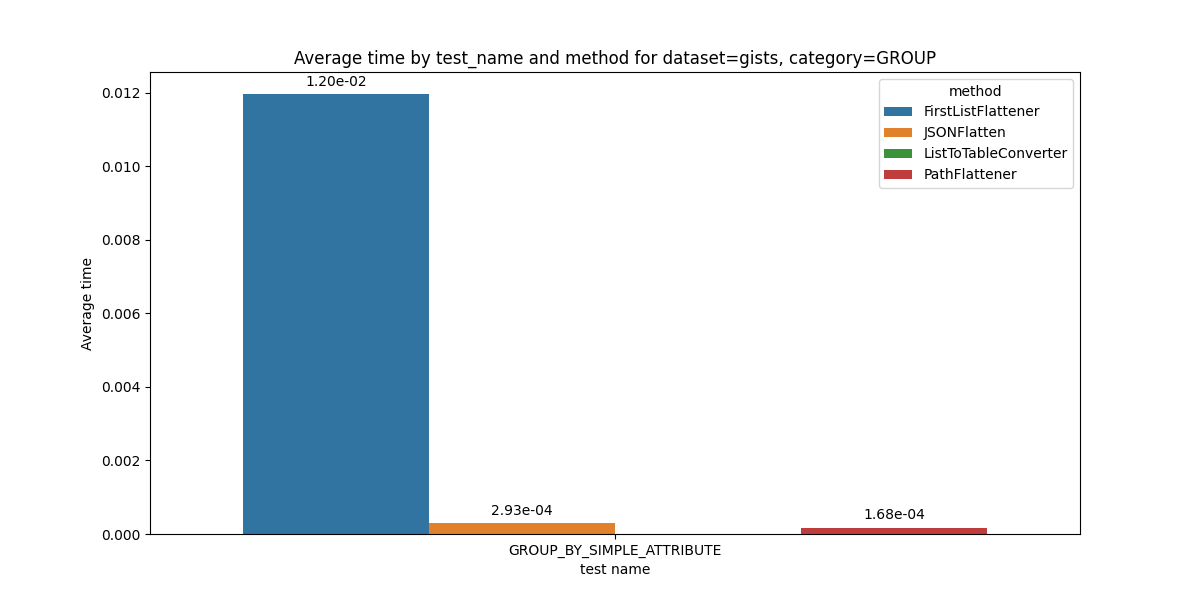 Average time by test_name and method for dataset=gists, category=GROUP
1.20e-02
method
FirstListFlattener
JSONFlatten
ListToTableConverter
PathFlattener
0.012
0.010
0.008
0.006
0.004
0.002
0.000
Average time
2.93e-04
1.68e-04
GROUP_BY_SIMPLE_ATTRIBUTE
test name